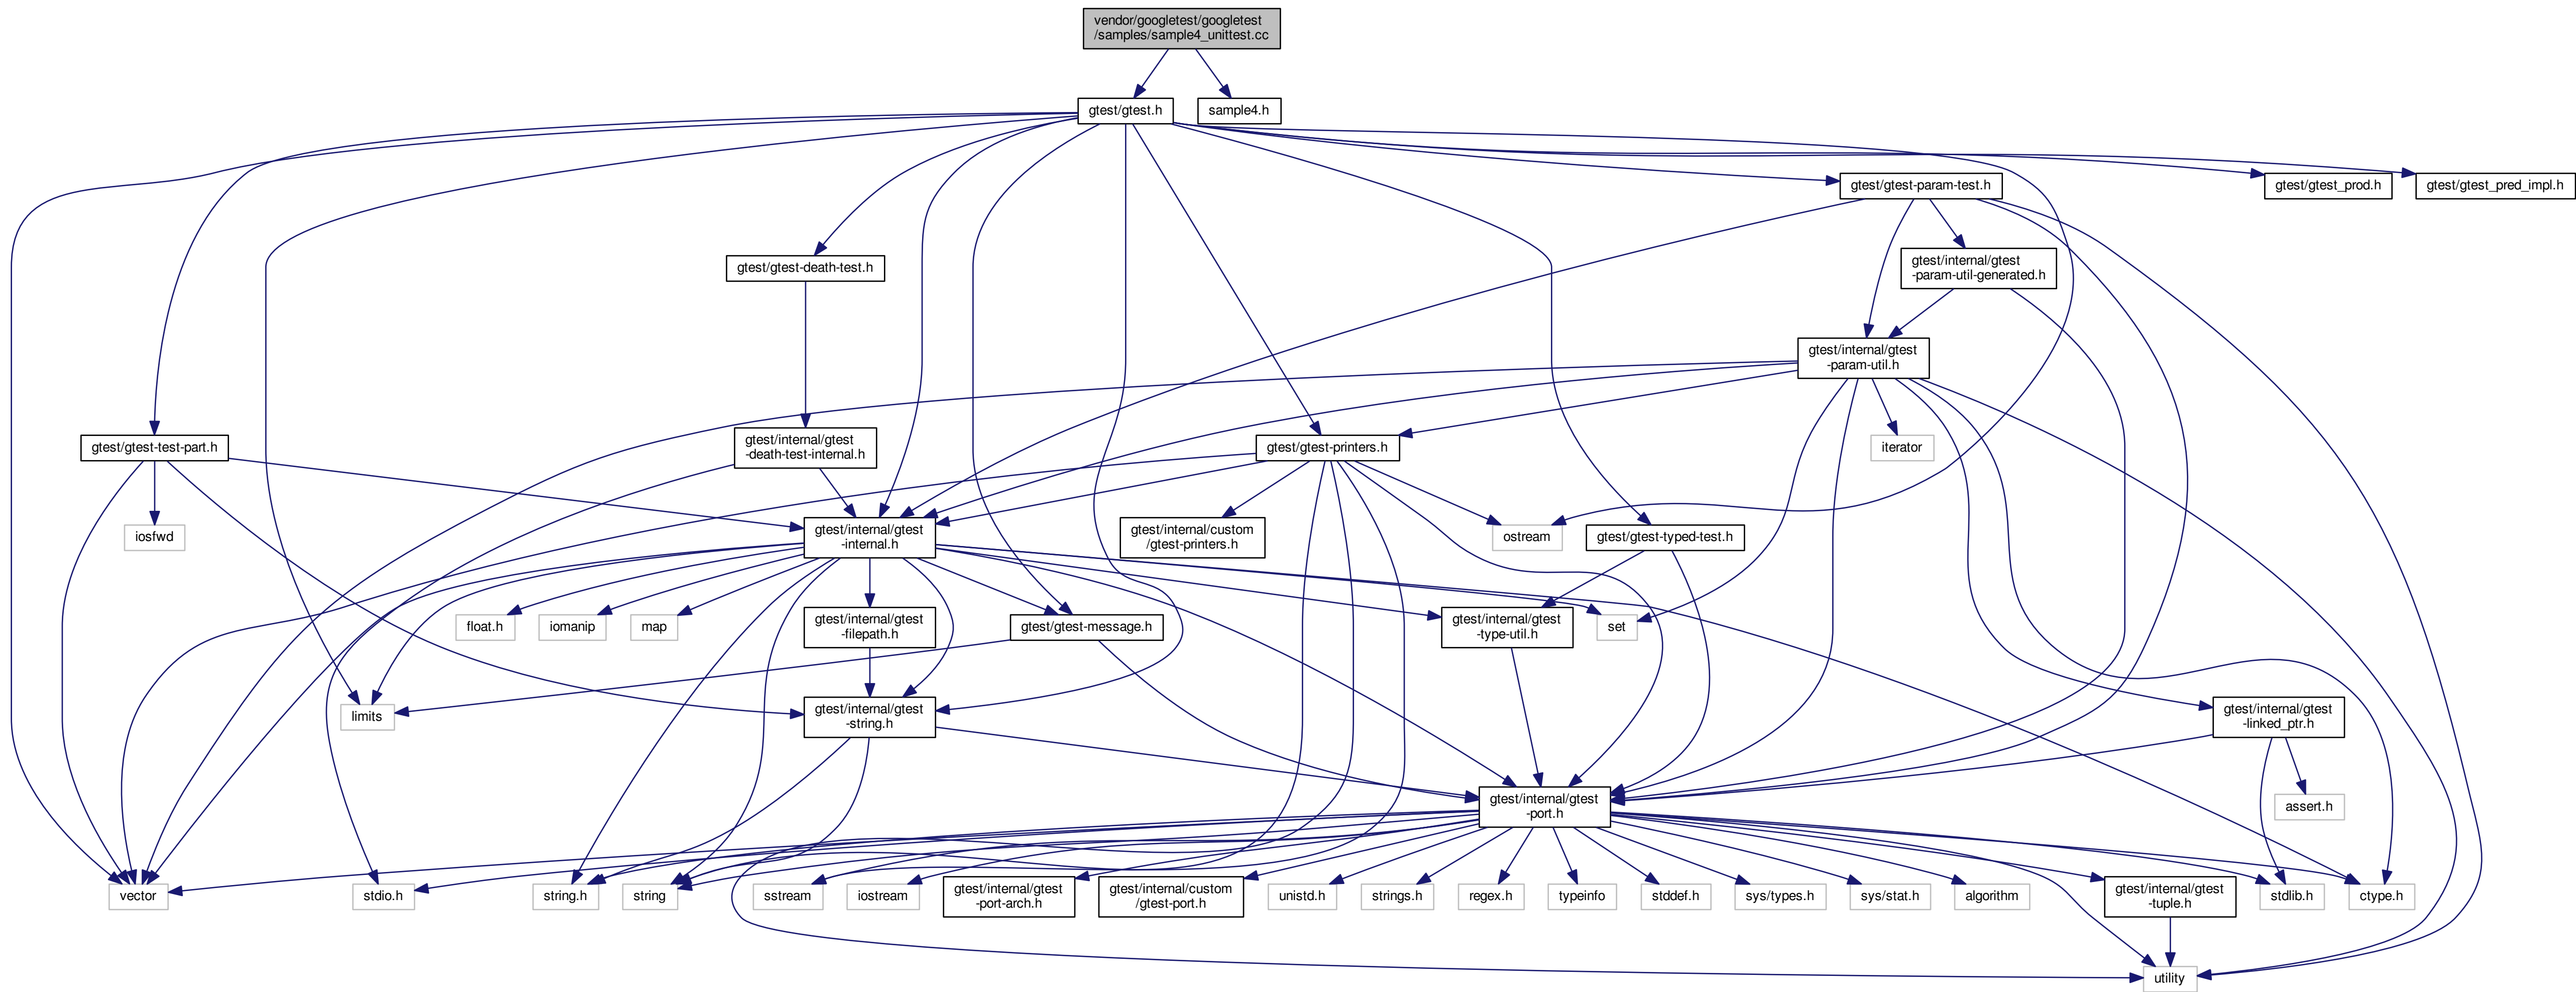 vendor/googletest/googletest
/samples/sample4_unittest.cc
gtest/gtest.h
sample4.h
gtest/gtest-param-test.h
gtest/gtest_prod.h
gtest/gtest_pred_impl.h
gtest/gtest-death-test.h
gtest/internal/gtest
-param-util-generated.h
gtest/internal/gtest
-param-util.h
gtest/gtest-test-part.h
gtest/internal/gtest
-death-test-internal.h
gtest/gtest-printers.h
iterator
iosfwd
gtest/internal/gtest
-internal.h
gtest/internal/custom
/gtest-printers.h
ostream
gtest/gtest-typed-test.h
float.h
iomanip
map
gtest/internal/gtest
-filepath.h
gtest/gtest-message.h
gtest/internal/gtest
-type-util.h
set
limits
gtest/internal/gtest
-string.h
gtest/internal/gtest
-linked_ptr.h
gtest/internal/gtest
-port.h
assert.h
vector
stdio.h
string.h
string
sstream
iostream
gtest/internal/gtest
-port-arch.h
gtest/internal/custom
/gtest-port.h
unistd.h
strings.h
regex.h
typeinfo
stddef.h
sys/types.h
sys/stat.h
algorithm
gtest/internal/gtest
-tuple.h
stdlib.h
ctype.h
utility